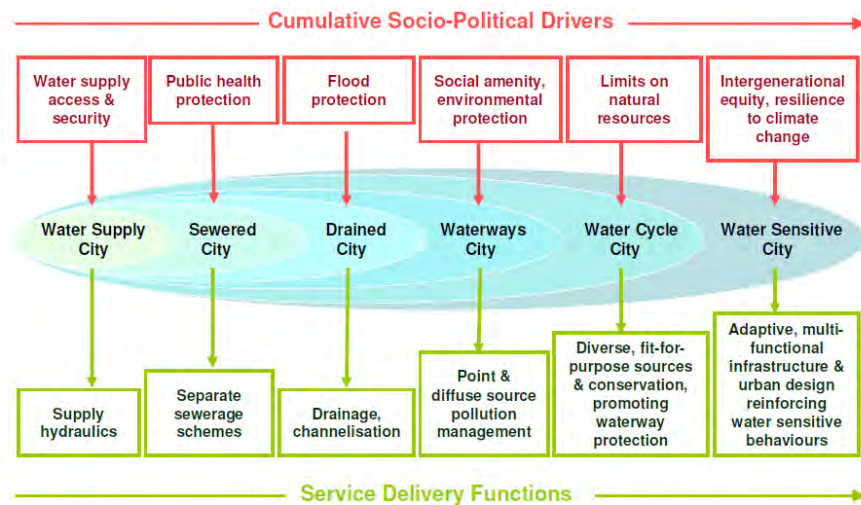 Cumulative Socio-Political Drivers
Water supply
access &
security
Public health
protection
Flood
protection
Social amenity,
environmental
protection
Limits on
natural
resources
Intergenerational
equity, resilience
to climate
change
Water Supply
City
Sewered
City
Drained
City
Waterways
City
Water Cycle
City
Water Sensitive
City
Supply
hydraulics
Separate
sewerage
schemes
Drainage,
channelisation
Point &
diffuse source
pollution
management
Diverse, fit-for-
purpose sources
& conservation,
promoting
waterway
protection
Adaptive, multi-
functional
infrastructure &
urban design
reinforcing
water sensitive
behaviours
Service Delivery Functions